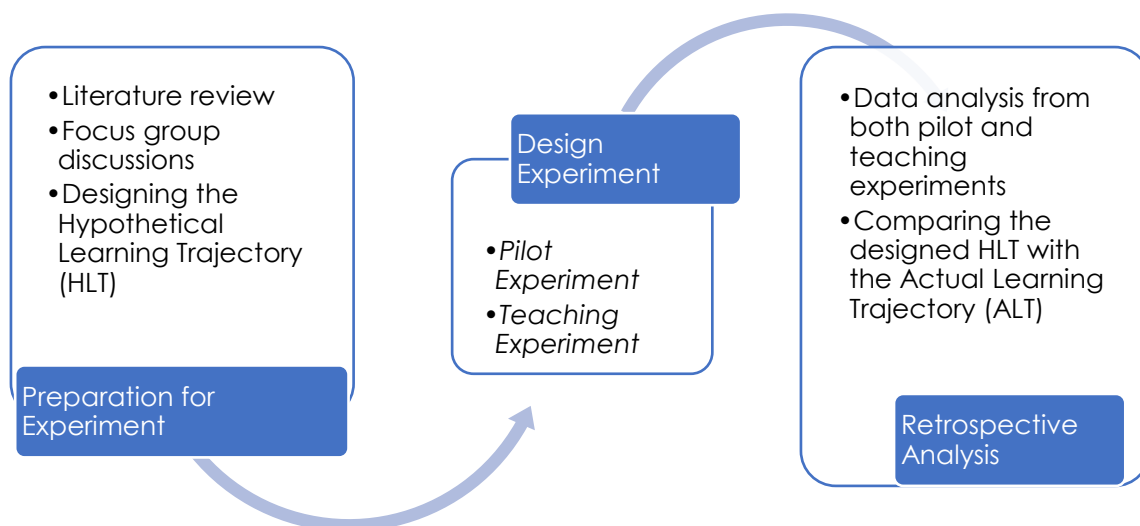 •Literature review
•Focus group
discussions
•Designing the
Hypothetical
Learning Trajectory
(HLT)
Preparation for
Experiment
Design
Experiment
•Pilot
Experiment
•Teaching
Experiment
•Data analysis from
both pilot and
teaching
experiments
•Comparing the
designed HLT with
the Actual Learning
Trajectory (ALT)
Retrospective
Analysis